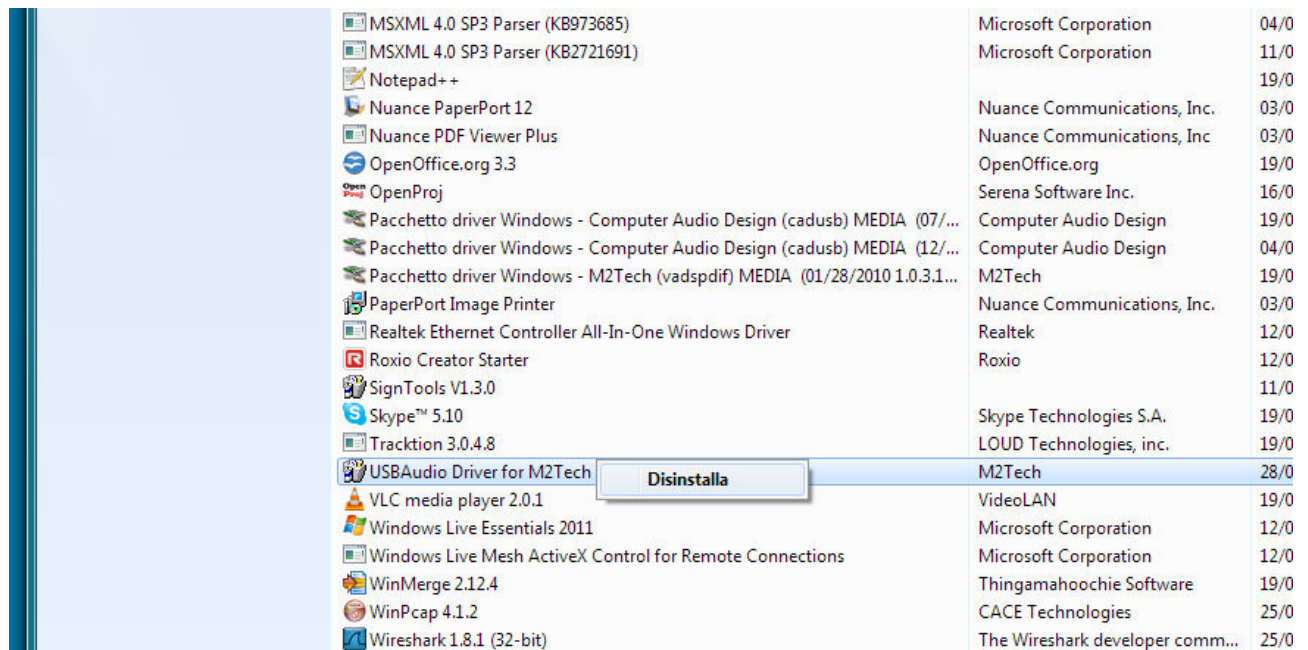 MSXML 4.0 SP3 Parser (KB973685) Microsoft Corporation 04/0
MSXML 4.0 SP3 Parser (KB2721691) Microsoft Corporation 11/0
Notepad++ 19/0
Nuance PaperPort 12 Nuance Communications, Inc. 03/0
Nuance PDF Viewer Plus Nuance Communications, Inc 03/0
OpenOffice.org 3.3 OpenOffice.org 19/0
Open Proj OpenProj Serena Software Inc. 16/0
Pacchetto driver Windows - Computer Audio Design (cadusb) MEDIA (07/... Computer Audio Design 19/0
Pacchetto driver Windows - Computer Audio Design (cadusb) MEDIA (12/... Computer Audio Design 04/0
Pacchetto driver Windows - M2Tech (vadspdif) MEDIA (01/28/2010 1.0.3.1... M2Tech 19/0
PaperPort Image Printer Nuance Communications, Inc. 03/0
Realtek Ethernet Controller All-In-One Windows Driver Realtek 12/0
Roxio Creator Starter Roxio 12/0
SignTools V1.3.0 11/0
Skype™ 5.10 Skype Technologies S.A. 19/0
Tracktion 3.0.4.8 LOUD Technologies, inc. 19/0
USBAudio Driver for M2Tech Disinstalla M2Tech 28/0
VLC media player 2.0.1 VideoLAN 19/0
Windows Live Essentials 2011 Microsoft Corporation 12/0
Windows Live Mesh ActiveX Control for Remote Connections Microsoft Corporation 12/0
WinMerge 2.12.4 Thingamahoochie Software 19/0
WinPcap 4.1.2 CACE Technologies 25/0
Wireshark 1.8.1 (32-bit) The Wireshark developer comm... 25/0